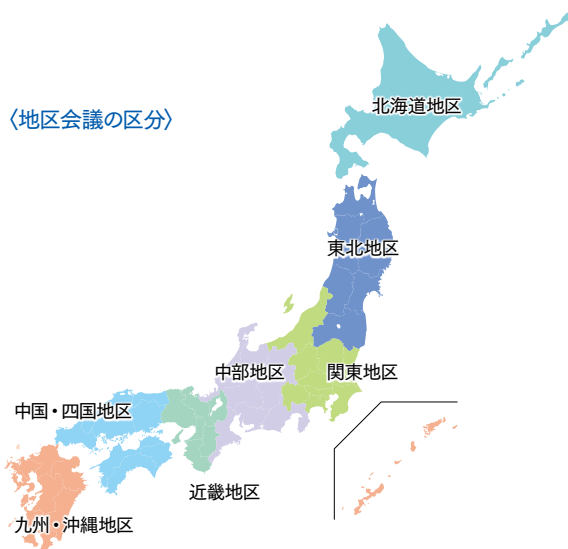 〈地区会議の区分〉
北海道地区
東北地区
中部地区
関東地区
中国・四国地区
近畿地区
九州・沖縄地区